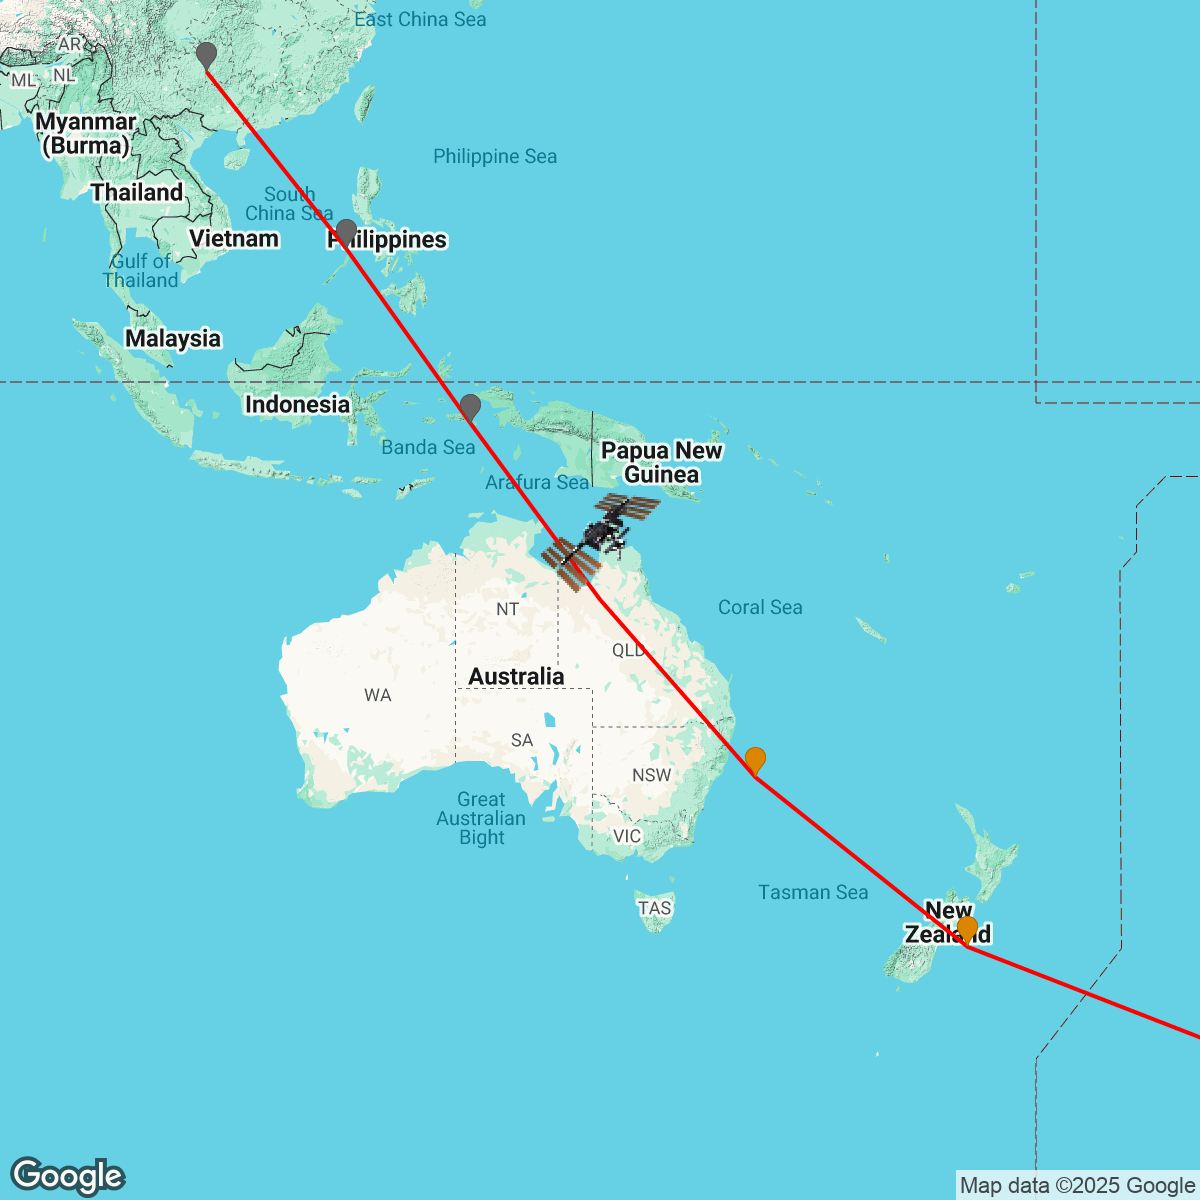 East China Sea
AR
ML
NL
Myanmar
(Burma)
Philippine Sea
Thailand
South
China Sea
Vietnam
Philippines
Gulf of
Thailand
Malaysia
Indonesia
Banda Sea
Papua New
Guinea
Arafura Sea
NT
Coral Sea
QLD
Australia
WA
SA
NSW
Great
Australian
Bight
VIC
Tasman Sea
TAS
New
Zealand
Google
Map data ©2025 Google